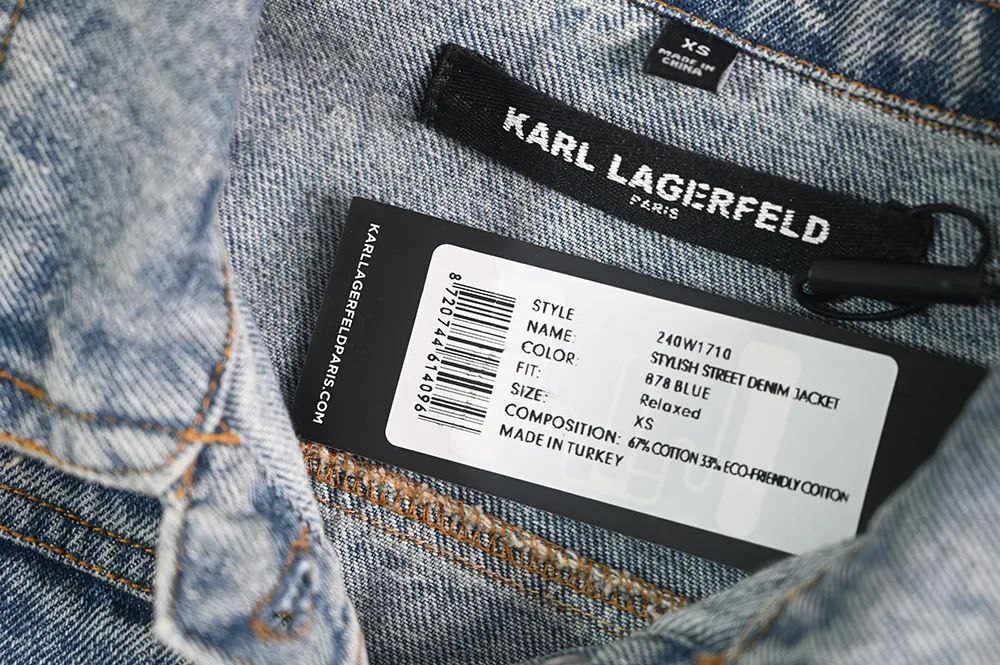 XS
MADE IN
CHINA
KARL LAGERFELD
PARIS
KARLLAGERFELDPARIS.COM
8720744614096
STYLE 240W1710
NAME: STYLISH STREET DENIM JACKET
COLOR: 878 BLUE
FIT: Relaxed
SIZE: XS
COMPOSITION: 67% COTTON 33% ECO-FRIENDLY COTTON
MADE IN TURKEY